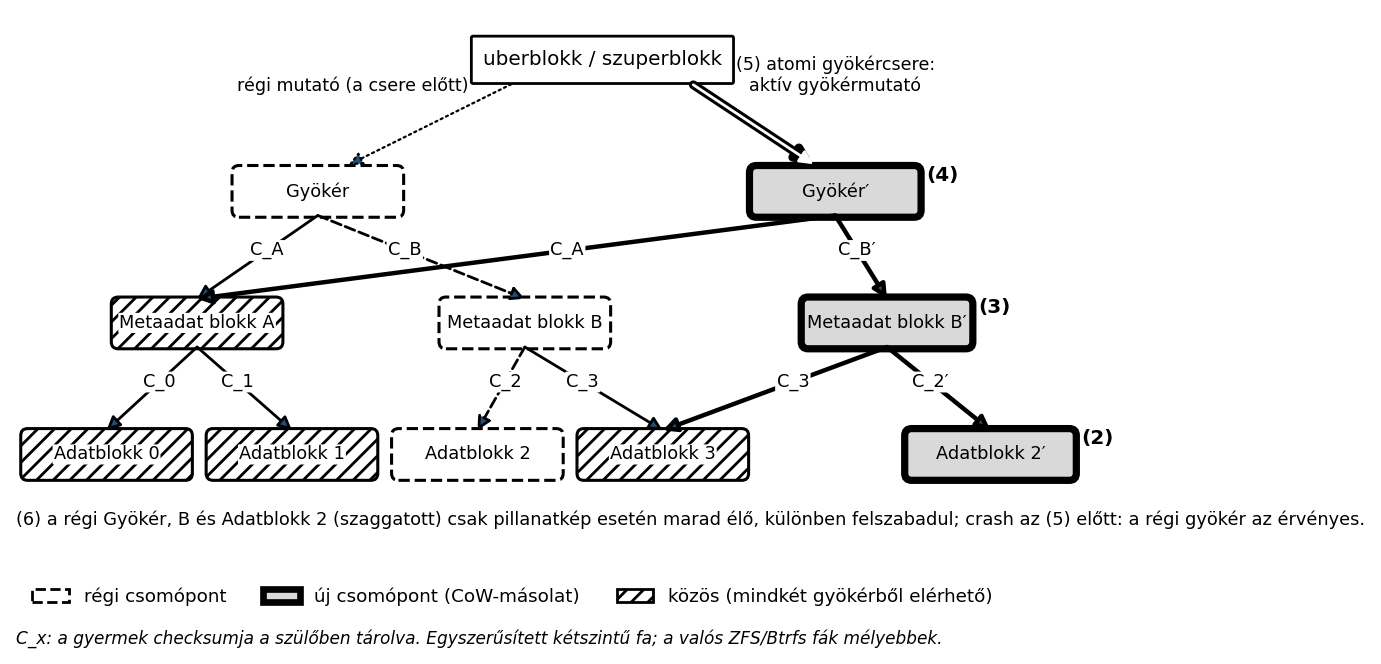 uberblokk / szuperblokk
(5) atomi gyökércsere:
aktív gyökérmutató
régi mutató (a csere előtt)
Gyökér
Gyökér′
(4)
C_A
C_B
C_A
C_B′
Metaadat blokk A
Metaadat blokk B
Metaadat blokk B′
(3)
C_0
C_1
C_2
C_3
C_3
C_2′
Adatblokk 0
Adatblokk 1
Adatblokk 2
Adatblokk 3
Adatblokk 2′
(2)
(6) a régi Gyökér, B és Adatblokk 2 (szaggatott) csak pillanatkép esetén marad élő, különben felszabadul; crash az (5) előtt: a régi gyökér az érvényes.
régi csomópont
új csomópont (CoW-másolat)
közös (mindkét gyökérből elérhető)
C_x: a gyermek checksumja a szülőben tárolva. Egyszerűsített kétszintű fa; a valós ZFS/Btrfs fák mélyebbek.